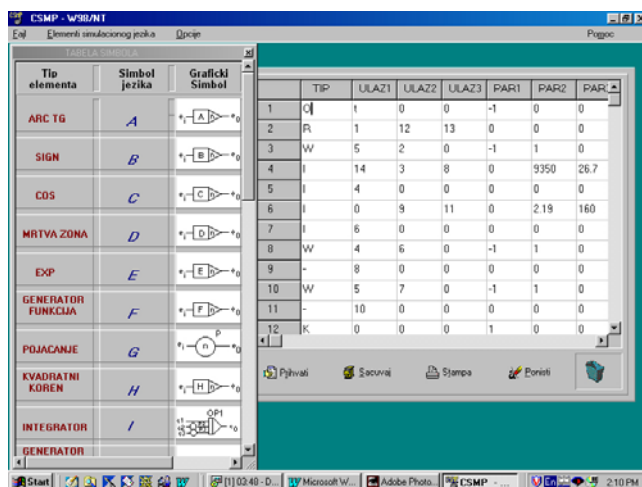 CSMP - W98/NT
Fajl Elementi simulacionog jezika Opcije Pomoc
TABELA SIMBOLA
Tip elementa Simbol jezika Graficki Simbol
ARC TG A A n
SIGN B B n
COS C C n
MRTVA ZONA D D n
EXP E E n
GENERATOR FUNKCIJA F F n
POJACANJE G P n
KVADRATNI KOREN H H n
INTEGRATOR I OP1
GENERATOR
TIP ULAZ1 ULAZ2 ULAZ3 PAR1 PAR2 PAR
1 O t 0 0 -1 0 0
2 R 1 12 13 0 0 0
3 W 5 2 0 -1 1 0
4 I 14 3 8 0 9350 26.7
5 I 4 0 0 0 0 0
6 I 0 9 11 0 2.19 160
7 I 6 0 0 0 0 0
8 W 4 6 0 -1 1 0
9 - 8 0 0 0 0 0
10 W 5 7 0 -1 1 0
11 - 10 0 0 0 0 0
12 K 0 0 0 1 0 0
Prihvati Sacuvaj Stampa Ponisti
Start [1] 03:48 - D... Microsoft W... Adobe Photo... CSMP - ... En 2:10 PM